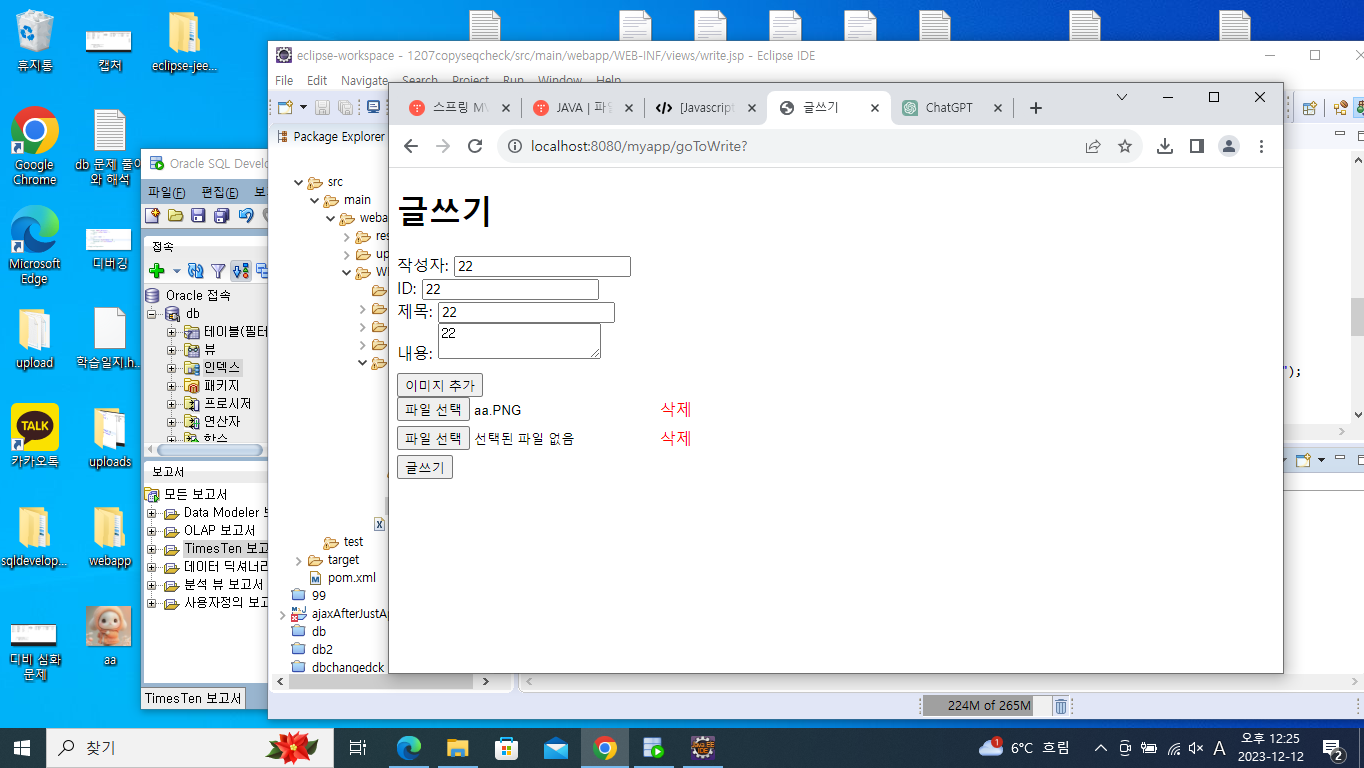 휴지통
캡처
eclipse-jee...
Google Chrome
db 문제 풀이와 해석
Microsoft Edge
디버깅
upload
학습일지.h...
카카오톡
uploads
sqldevelop...
webapp
디비 심화 문제
aa
Oracle SQL Develo
파일(F) 편집(E) 보
접속
Oracle 접속
db
테이블(필터
뷰
인덱스
패키지
프로시저
연산자
보고서
모든 보고서
Data Modeler 보
OLAP 보고서
TimesTen 보고
데이터 딕셔너리
분석 뷰 보고서
사용자정의 보고
TimesTen 보고서
eclipse-workspace - 1207copyseqcheck/src/main/webapp/WEB-INF/views/write.jsp - Eclipse IDE
File Edit Navigate Search Project Run Window Help
Package Explorer
src
main
weba
res
up
W
test
target
pom.xml
99
ajaxAfterJustAp
db
db2
dbchangedck
");
224M of 265M
스프링 M
JAVA | 파일
[Javascript
글쓰기
ChatGPT
localhost:8080/myapp/goToWrite?
글쓰기
작성자: 22
ID: 22
제목: 22
내용: 22
이미지 추가
파일 선택 aa.PNG 삭제
파일 선택 선택된 파일 없음 삭제
글쓰기
찾기
6°C 흐림
A
오후 12:25
2023-12-12
2